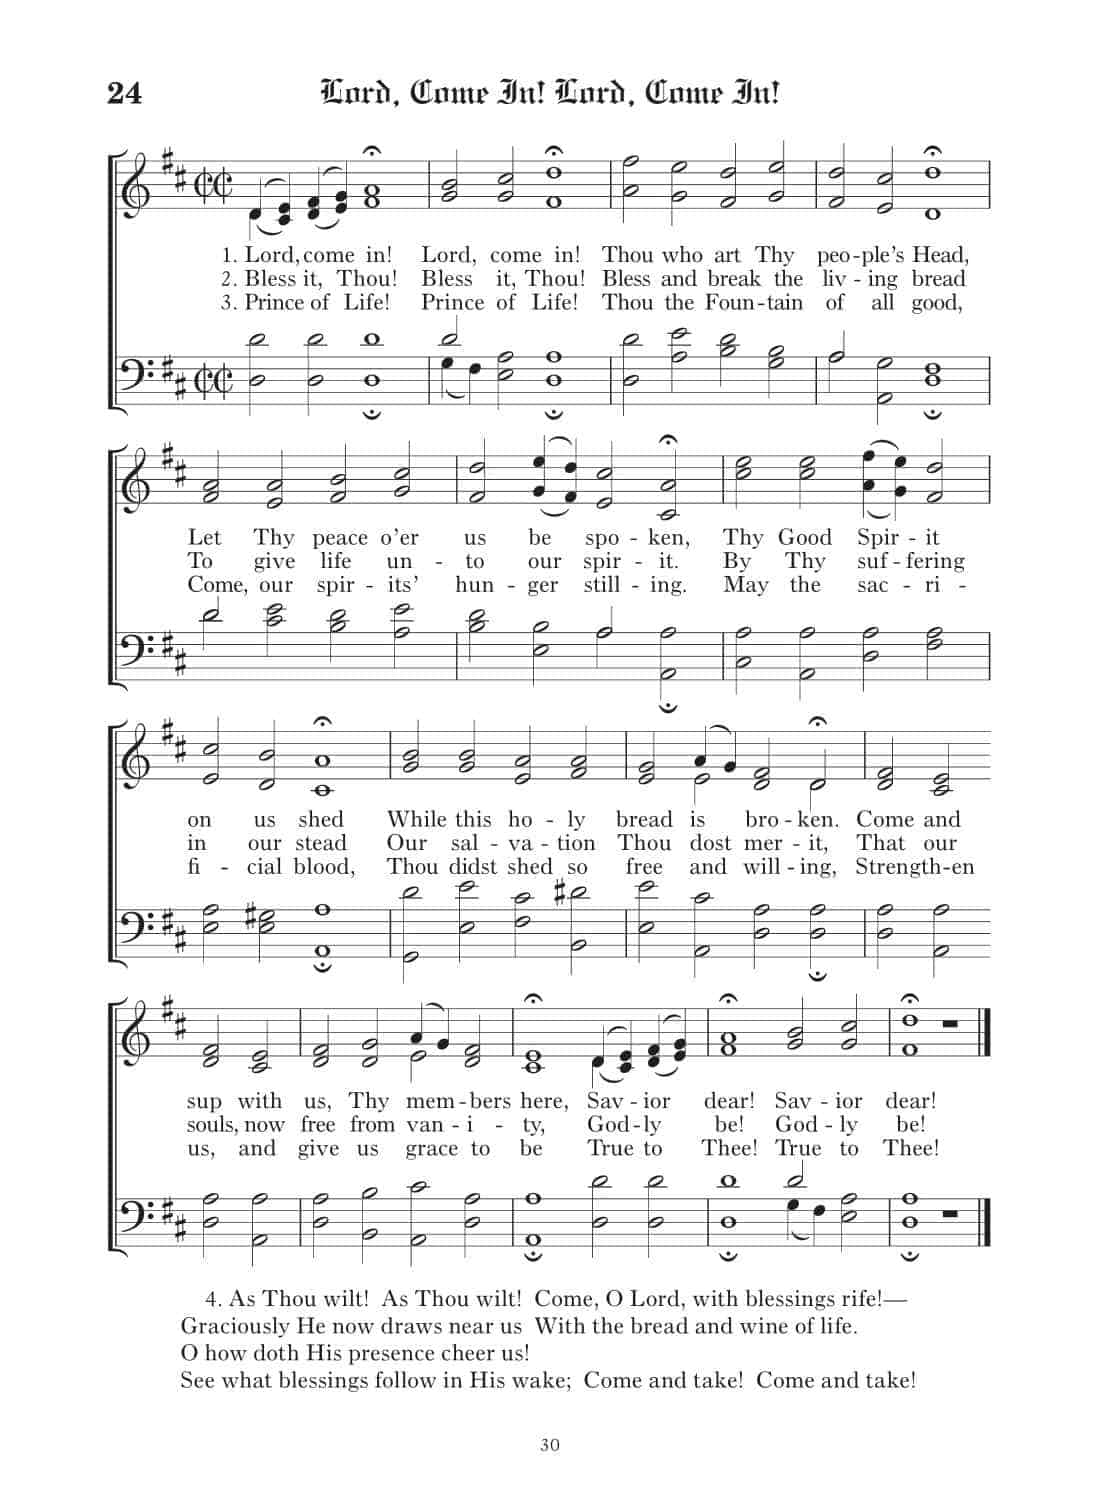 24 Lord, Come In! Lord, Come In!
1. Lord, come in! Lord, come in! Thou who art Thy peo-ple's Head,
2. Bless it, Thou! Bless it, Thou! Bless and break the liv - ing bread
3. Prince of Life! Prince of Life! Thou the Foun-tain of all good,
Let Thy peace o'er us be spo - ken, Thy Good Spir - it
To give life un - to our spir - it. By Thy suf - fering
Come, our spir - its' hun - ger still - ing. May the sac - ri -
on us shed While this ho - ly bread is bro - ken. Come and
in our stead Our sal - va - tion Thou dost mer - it, That our
fi - cial blood, Thou didst shed so free and will - ing, Strength-en
sup with us, Thy mem - bers here, Sav - ior dear! Sav - ior dear!
souls, now free from van - i - ty, God - ly be! God - ly be!
us, and give us grace to be True to Thee! True to Thee!
4. As Thou wilt! As Thou wilt! Come, O Lord, with blessings rife!—
Graciously He now draws near us With the bread and wine of life.
O how doth His presence cheer us!
See what blessings follow in His wake; Come and take! Come and take!
30